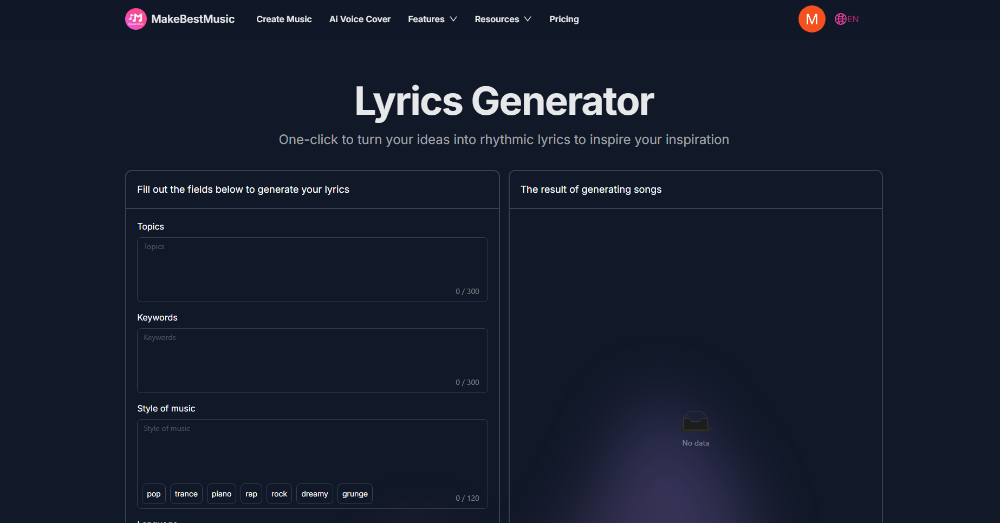 MakeBestMusic
Create Music
Ai Voice Cover
Features
Resources
Pricing
M
EN
Lyrics Generator
One-click to turn your ideas into rhythmic lyrics to inspire your inspiration
Fill out the fields below to generate your lyrics
Topics
Topics
0 / 300
Keywords
Keywords
0 / 300
Style of music
Style of music
pop
trance
piano
rap
rock
dreamy
grunge
0 / 120
The result of generating songs
No data